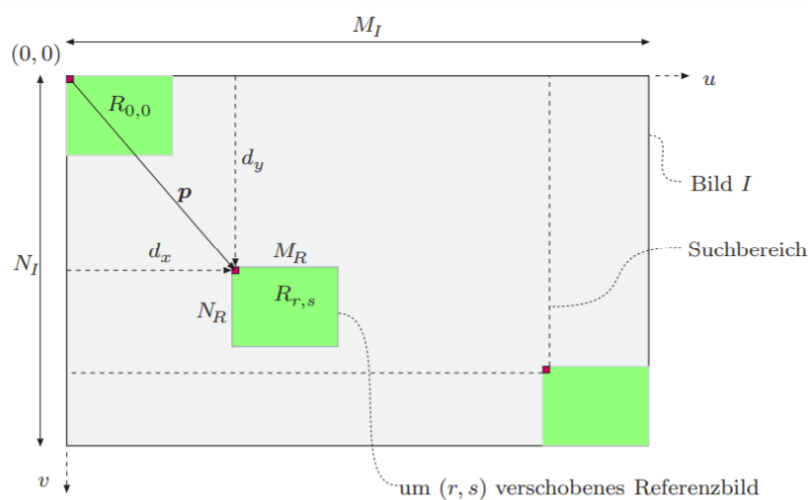 M_I
(0, 0)
u
R_{0,0}
d_y
p
Bild I
d_x
M_R
Suchbereich
N_I
R_{r,s}
N_R
v
um (r, s) verschobenes Referenzbild